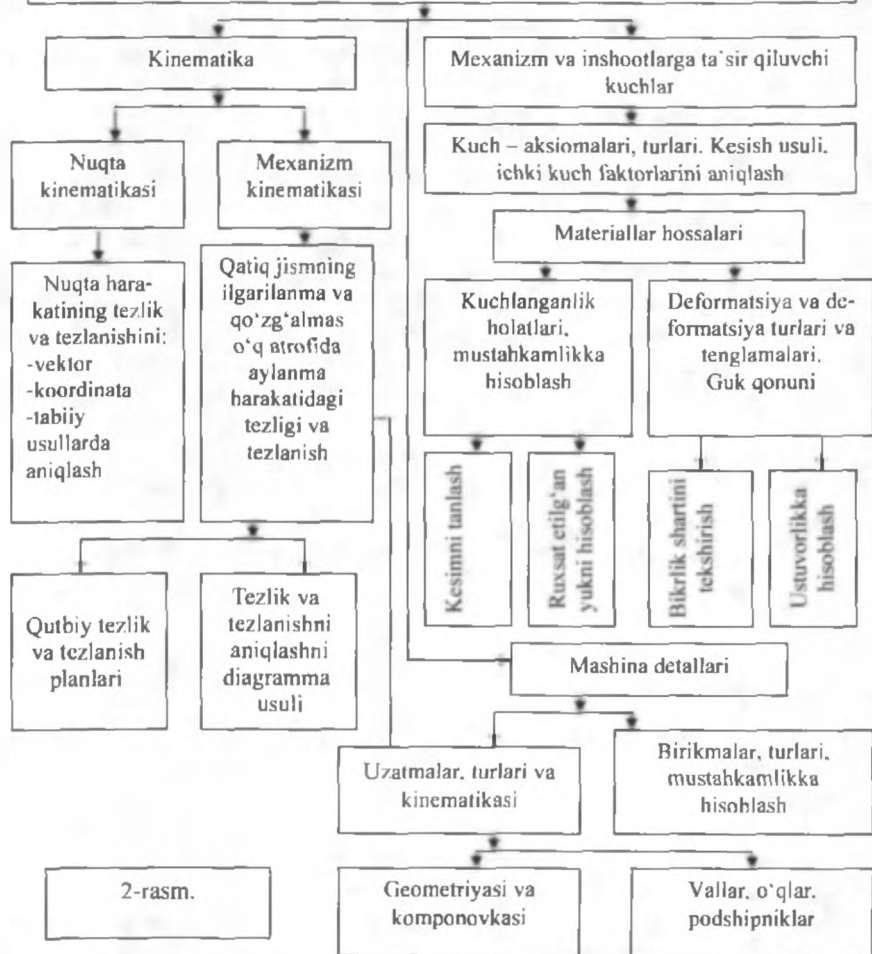 Kinematika
Mexanizm va inshootlarga ta`sir qiluvchi
kuchlar
Nuqta
kinematikasi
Mexanizm
kinematikasi
Kuch – aksiomalari, turlari. Kesish usuli,
ichki kuch faktorlarini aniqlash
Materiallar hossalari
Nuqta hara-
katining tezlik
va tezlanishini:
-vektor
-koordinata
-tabiiy
usullarda
aniqlash
Qatiq jismning
ilgarilanma va
qo‘zg‘almas
o‘q atrofida
aylanma
harakatidagi
tezligi va
tezlanish
Kuchlanganlik
holatlari,
mustahkamlikka
hisoblash
Deformatsiya va de-
formatsiya turlari va
tenglamalari.
Guk qonuni
Kesimni tanlash
Ruxsat etilg‘an
yukni hisoblash
Bikrlik shartini
tekshirish
Ustuvorlikka
hisoblash
Qutbiy tezlik
va tezlanish
planlari
Tezlik va
tezlanishni
aniqlashni
diagramma
usuli
Mashina detallari
Uzatmalar, turlari va
kinematikasi
Birikmalar, turlari,
mustahkamlikka
hisoblash
2-rasm.
Geometriyasi va
komponovkasi
Vallar, o‘qlar,
podshipniklar